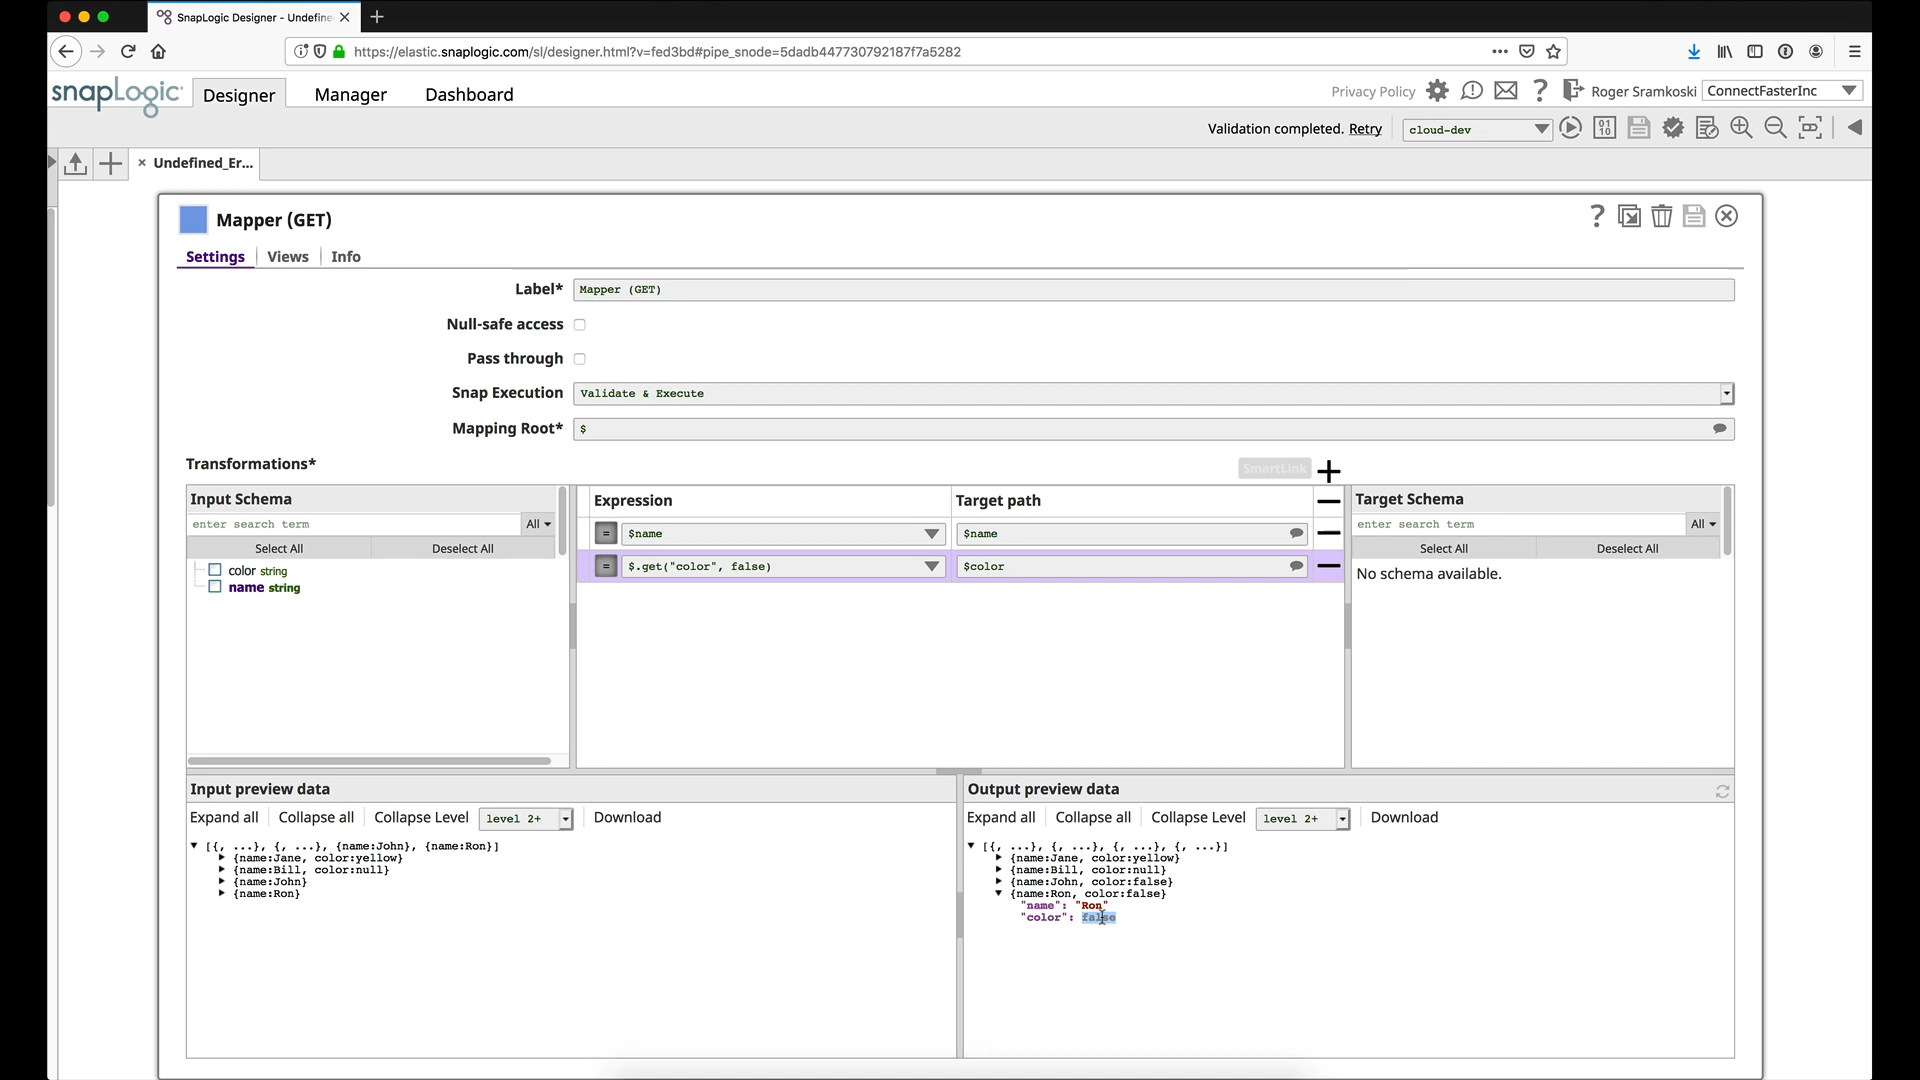 SnapLogic Designer - Undefine
https://elastic.snaplogic.com/sl/designer.html?v=fed3bd#pipe_snode=5dadb447730792187f7a5282
snapLogic Designer Manager Dashboard Privacy Policy Roger Sramkoski ConnectFasterInc
Validation completed. Retry cloud-dev
Undefined_Er...
Mapper (GET)
Settings Views Info
Label* Mapper (GET)
Null-safe access
Pass through
Snap Execution Validate & Execute
Mapping Root* $
Transformations* SmartLink
Input Schema Expression Target path Target Schema
enter search term All $name $name enter search term All
Select All Deselect All Select All Deselect All
color string $.get("color", false) $color No schema available.
name string
Input preview data Output preview data
Expand all Collapse all Collapse Level level 2+ Download Expand all Collapse all Collapse Level level 2+ Download
[{, ...}, {, ...}, {name:John}, {name:Ron}] [{, ...}, {, ...}, {, ...}, {, ...}]
{name:Jane, color:yellow} {name:Jane, color:yellow}
{name:Bill, color:null} {name:Bill, color:null}
{name:John} {name:John, color:false}
{name:Ron} {name:Ron, color:false}
"name": "Ron"
"color": false